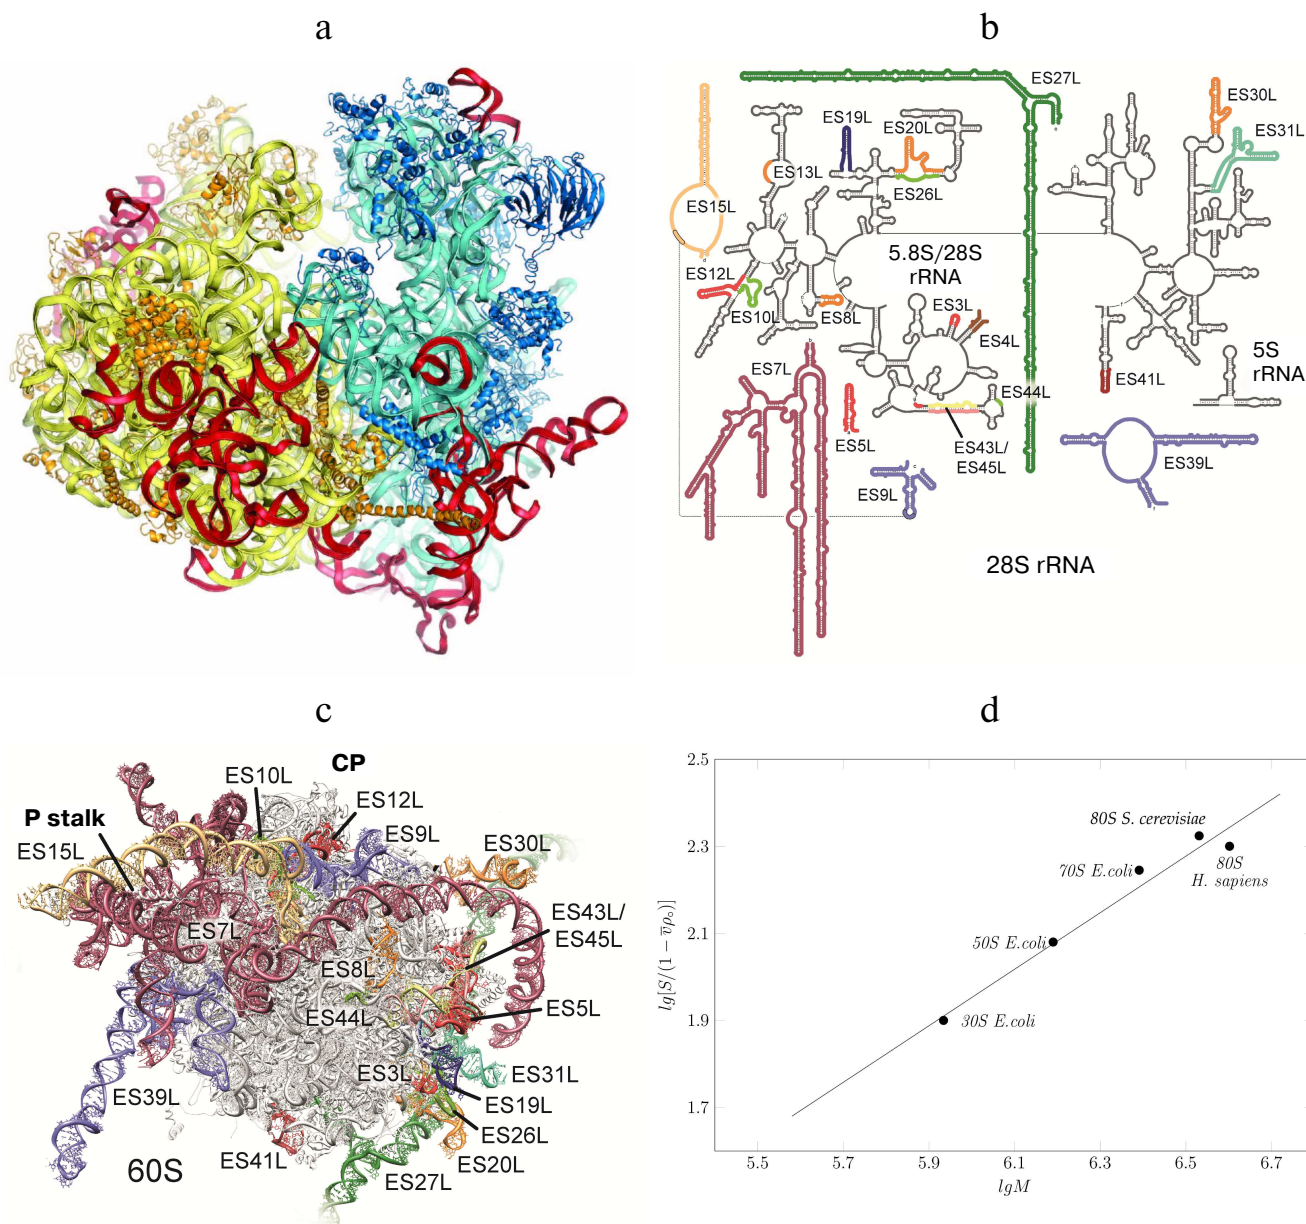 a
b
ES27L
ES30L
ES19L
ES20L
ES31L
ES13L
ES26L
ES15L
5.8S/28S
rRNA
ES12L
ES10L
ES8L
ES3L
ES4L
ES7L
5S
rRNA
ES41L
ES44L
ES5L
ES43L/
ES45L
ES39L
ES9L
28S rRNA
c
CP
ES10L
ES12L
P stalk
ES9L
ES15L
ES30L
ES43L/
ES45L
ES7L
ES8L
ES44L
ES5L
ES3L
ES31L
ES39L
ES19L
ES26L
ES41L
ES20L
60S
ES27L
d
2.5
2.3
2.1
1.9
1.7
lg[S/(1 − v̅ρ₀)]
80S S. cerevisiae
70S E.coli
80S
H. sapiens
50S E.coli
30S E.coli
5.5 5.7 5.9 6.1 6.3 6.5 6.7
lgM